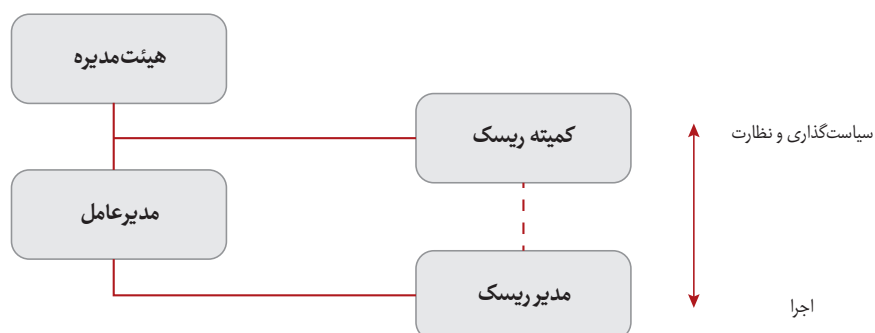 هیئت‌مدیره
کمیته ریسک
سیاست‌گذاری و نظارت
مدیرعامل
مدیر ریسک
اجرا